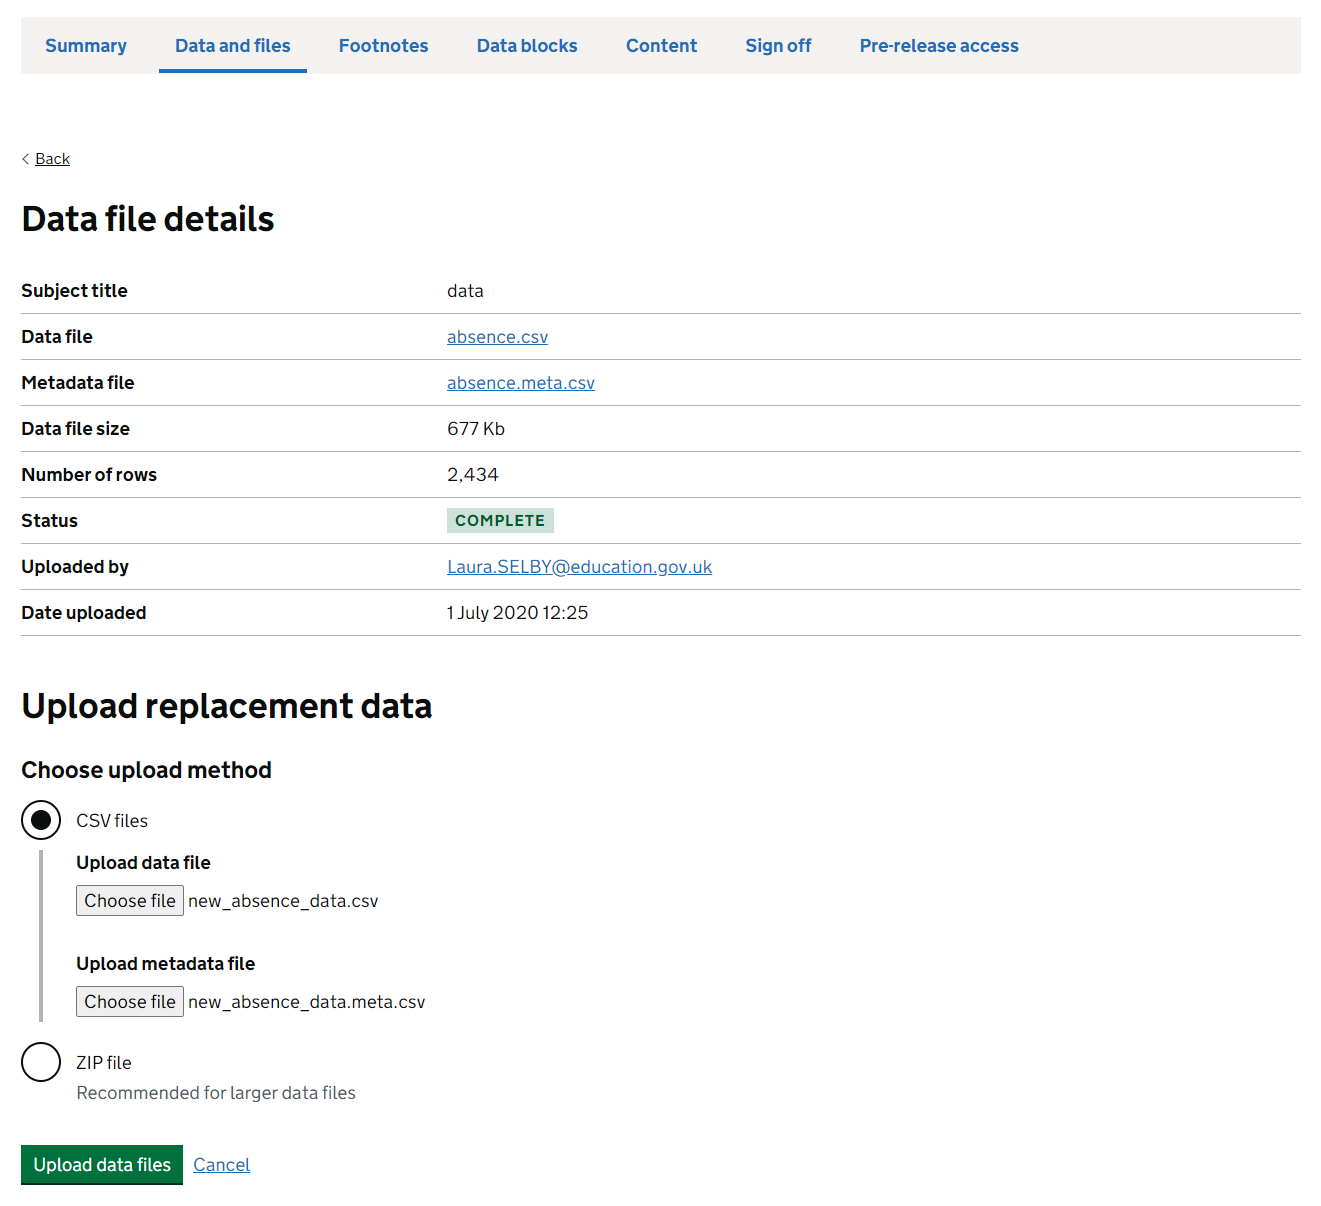 Summary Data and files Footnotes Data blocks Content Sign off Pre-release access
Back
Data file details
Subject title data
Data file absence.csv
Metadata file absence.meta.csv
Data file size 677 Kb
Number of rows 2,434
Status COMPLETE
Uploaded by Laura.SELBY@education.gov.uk
Date uploaded 1 July 2020 12:25
Upload replacement data
Choose upload method
CSV files
Upload data file
Choose file new_absence_data.csv
Upload metadata file
Choose file new_absence_data.meta.csv
ZIP file
Recommended for larger data files
Upload data files Cancel